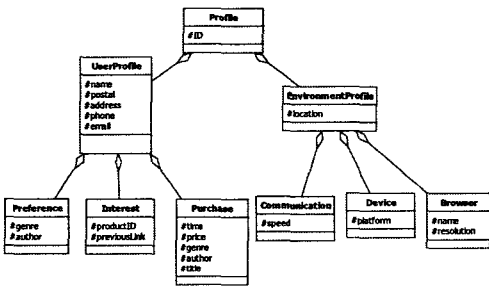 Profile
#ID
UserProfile
#name
#postal
#address
#phone
#email
EnvironmentProfile
#location
Preference
#genre
#author
Interest
#productID
#previousLink
Purchase
#time
#price
#genre
#author
#title
Communication
#speed
Device
#platform
Browser
#name
#resolution